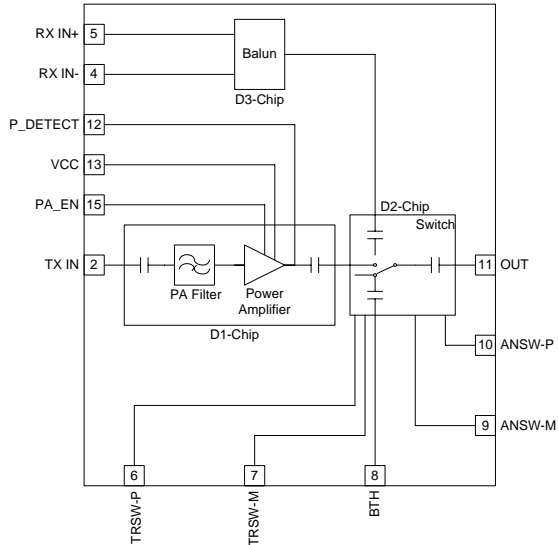 RX IN+ 5
Balun
RX IN- 4
D3-Chip
P_DETECT 12
VCC 13
PA_EN 15
D2-Chip
Switch
TX IN 2
11 OUT
PA Filter
Power
Amplifier
D1-Chip
10 ANSW-P
9 ANSW-M
6
7
8
TRSW-P
TRSW-M
BTH